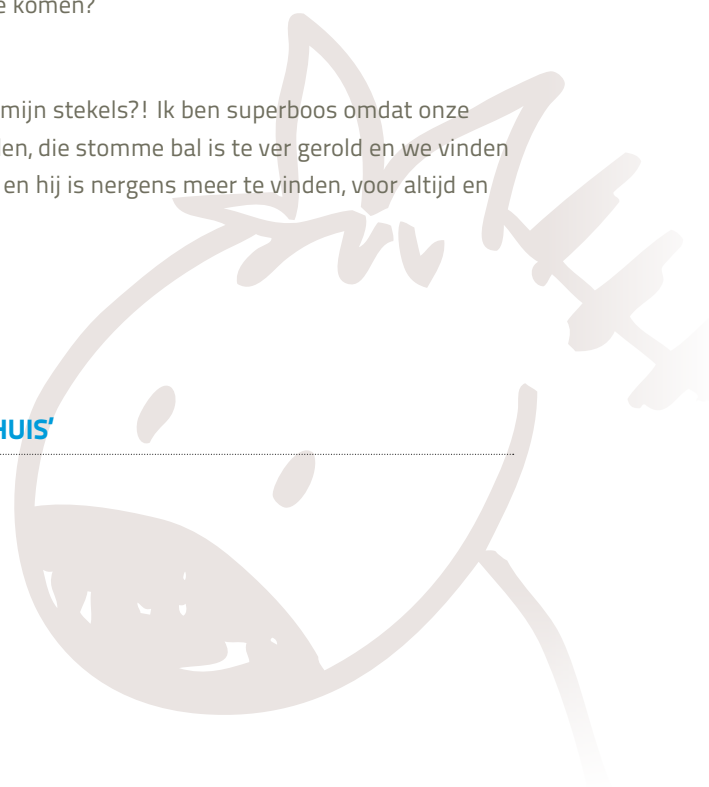 e komen?
mijn stekels?! Ik ben superboos omdat onze
len, die stomme bal is te ver gerold en we vinden
en hij is nergens meer te vinden, voor altijd en
HUIS’